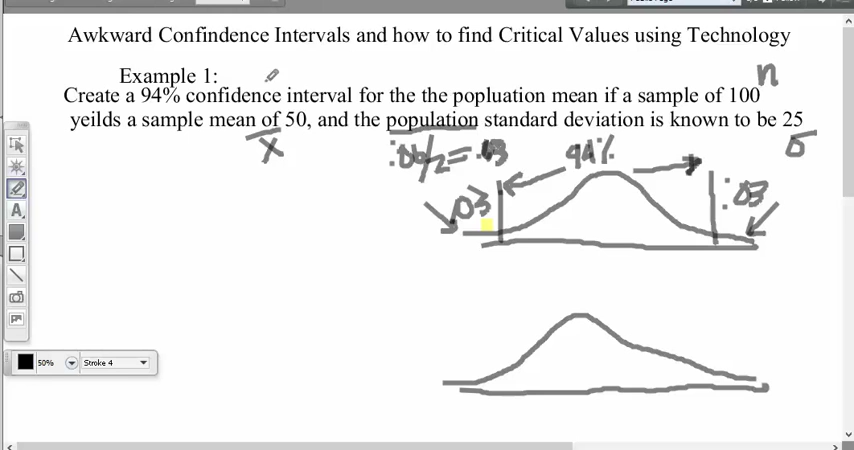 Awkward Confindence Intervals and how to find Critical Values using Technology
Example 1:
Create a 94% confidence interval for the the popluation mean if a sample of 100
yeilds a sample mean of 50, and the population standard deviation is known to be 25
n
x̅
.06/2=.03
94%
σ
.03
.03
50%
Stroke 4